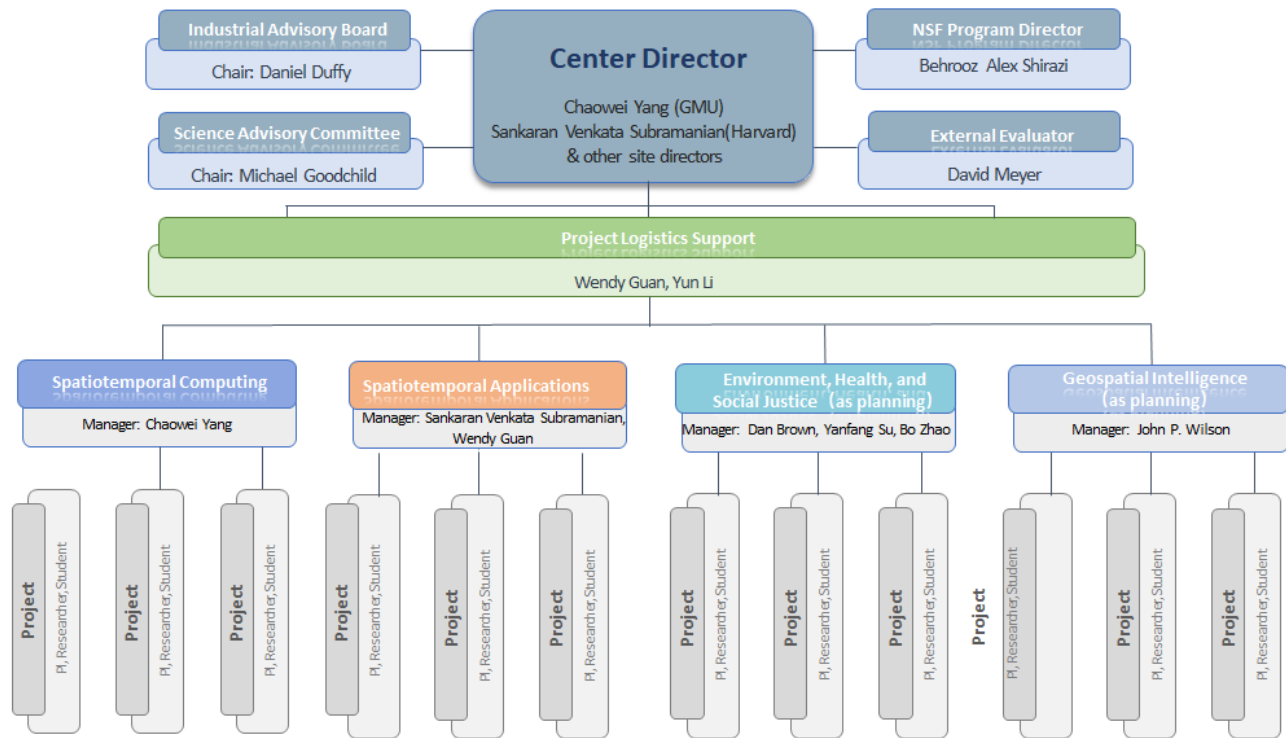 Industrial Advisory Board
Chair: Daniel Duffy
Science Advisory Committee
Chair: Michael Goodchild
Center Director
Chaowei Yang (GMU)
Sankaran Venkata Subramanian(Harvard)
& other site directors
NSF Program Director
Behrooz Alex Shirazi
External Evaluator
David Meyer
Project Logistics Support
Wendy Guan, Yun Li
Spatiotemporal Computing
Manager: Chaowei Yang
Spatiotemporal Applications
Manager: Sankaran Venkata Subramanian,
Wendy Guan
Environment, Health, and
Social Justice (as planning)
Manager: Dan Brown, Yanfang Su, Bo Zhao
Geospatial Intelligence
(as planning)
Manager: John P. Wilson
Project
PI, Researcher, Student
Project
PI, Researcher, Student
Project
PI, Researcher, Student
Project
PI, Researcher, Student
Project
PI, Researcher, Student
Project
PI, Researcher, Student
Project
PI, Researcher, Student
Project
PI, Researcher, Student
Project
PI, Researcher, Student
Project
PI, Researcher, Student
Project
PI, Researcher, Student
Project
PI, Researcher, Student